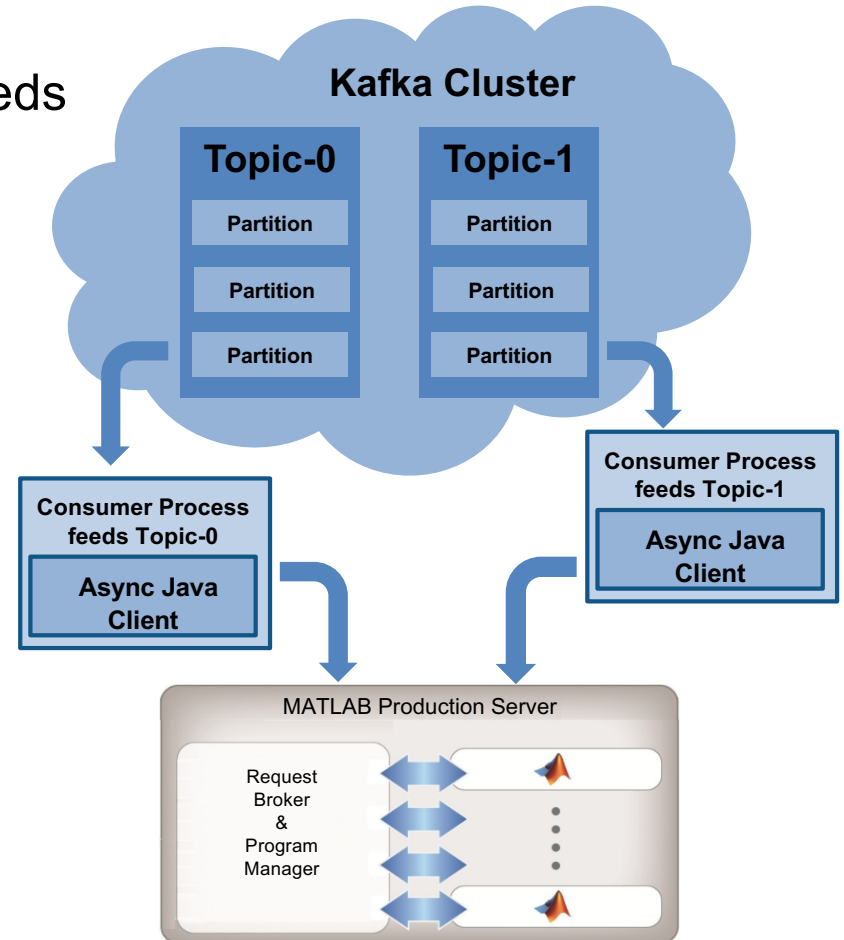 eeds
Kafka Cluster
Topic-0
Partition
Partition
Partition
Topic-1
Partition
Partition
Partition
Consumer Process
feeds Topic-0
Async Java
Client
Consumer Process
feeds Topic-1
Async Java
Client
MATLAB Production Server
Request
Broker
&
Program
Manager